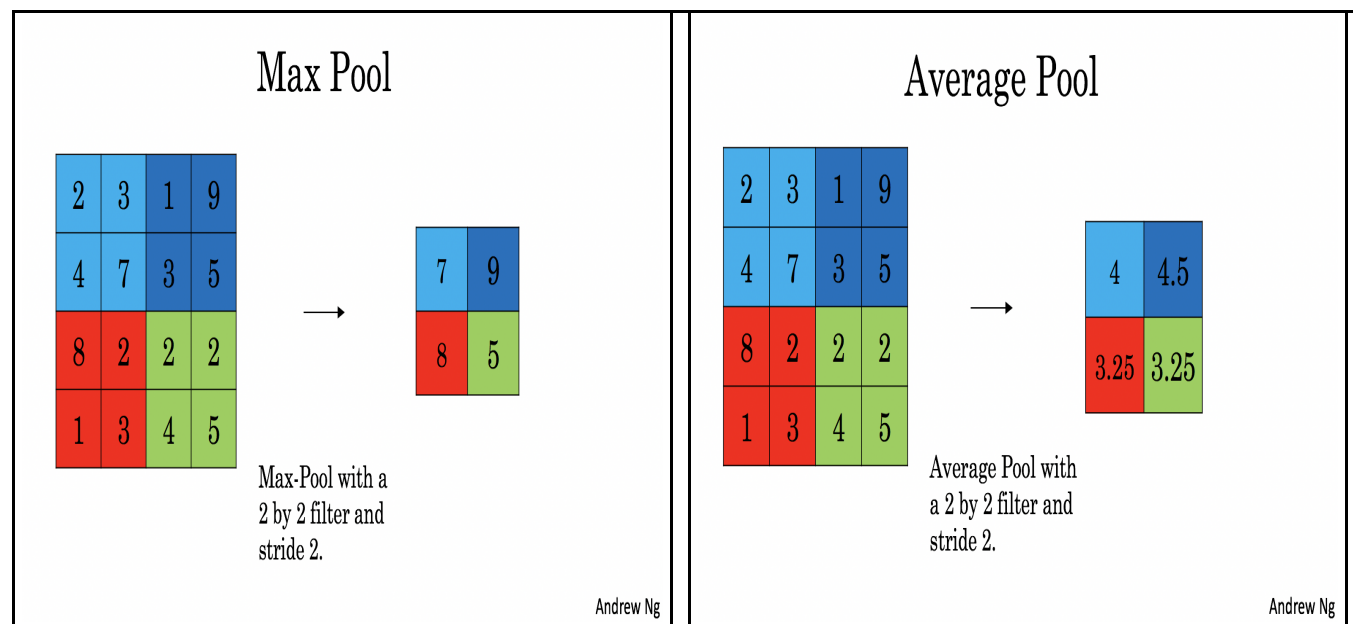 Max Pool
2 3 1 9
4 7 3 5
8 2 2 2
1 3 4 5
7 9
8 5
Max-Pool with a
2 by 2 filter and
stride 2.
Andrew Ng
Average Pool
2 3 1 9
4 7 3 5
8 2 2 2
1 3 4 5
4 4.5
3.25 3.25
Average Pool with
a 2 by 2 filter and
stride 2.
Andrew Ng